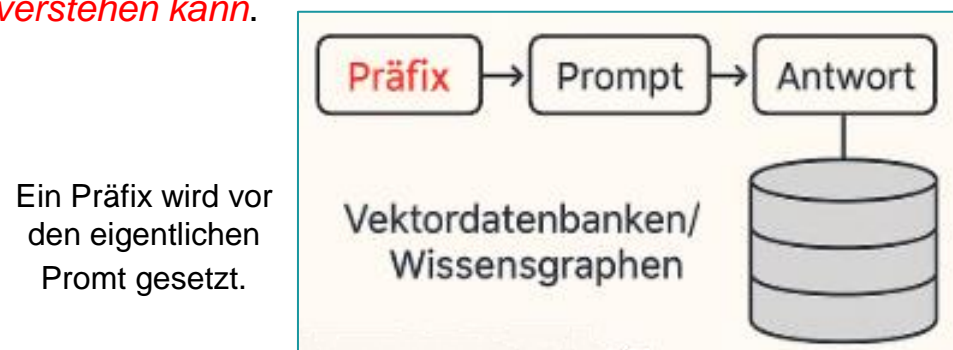 verstehen kann.
Präfix
Prompt
Antwort
Ein Präfix wird vor
den eigentlichen
Promt gesetzt.
Vektordatenbanken/
Wissensgraphen